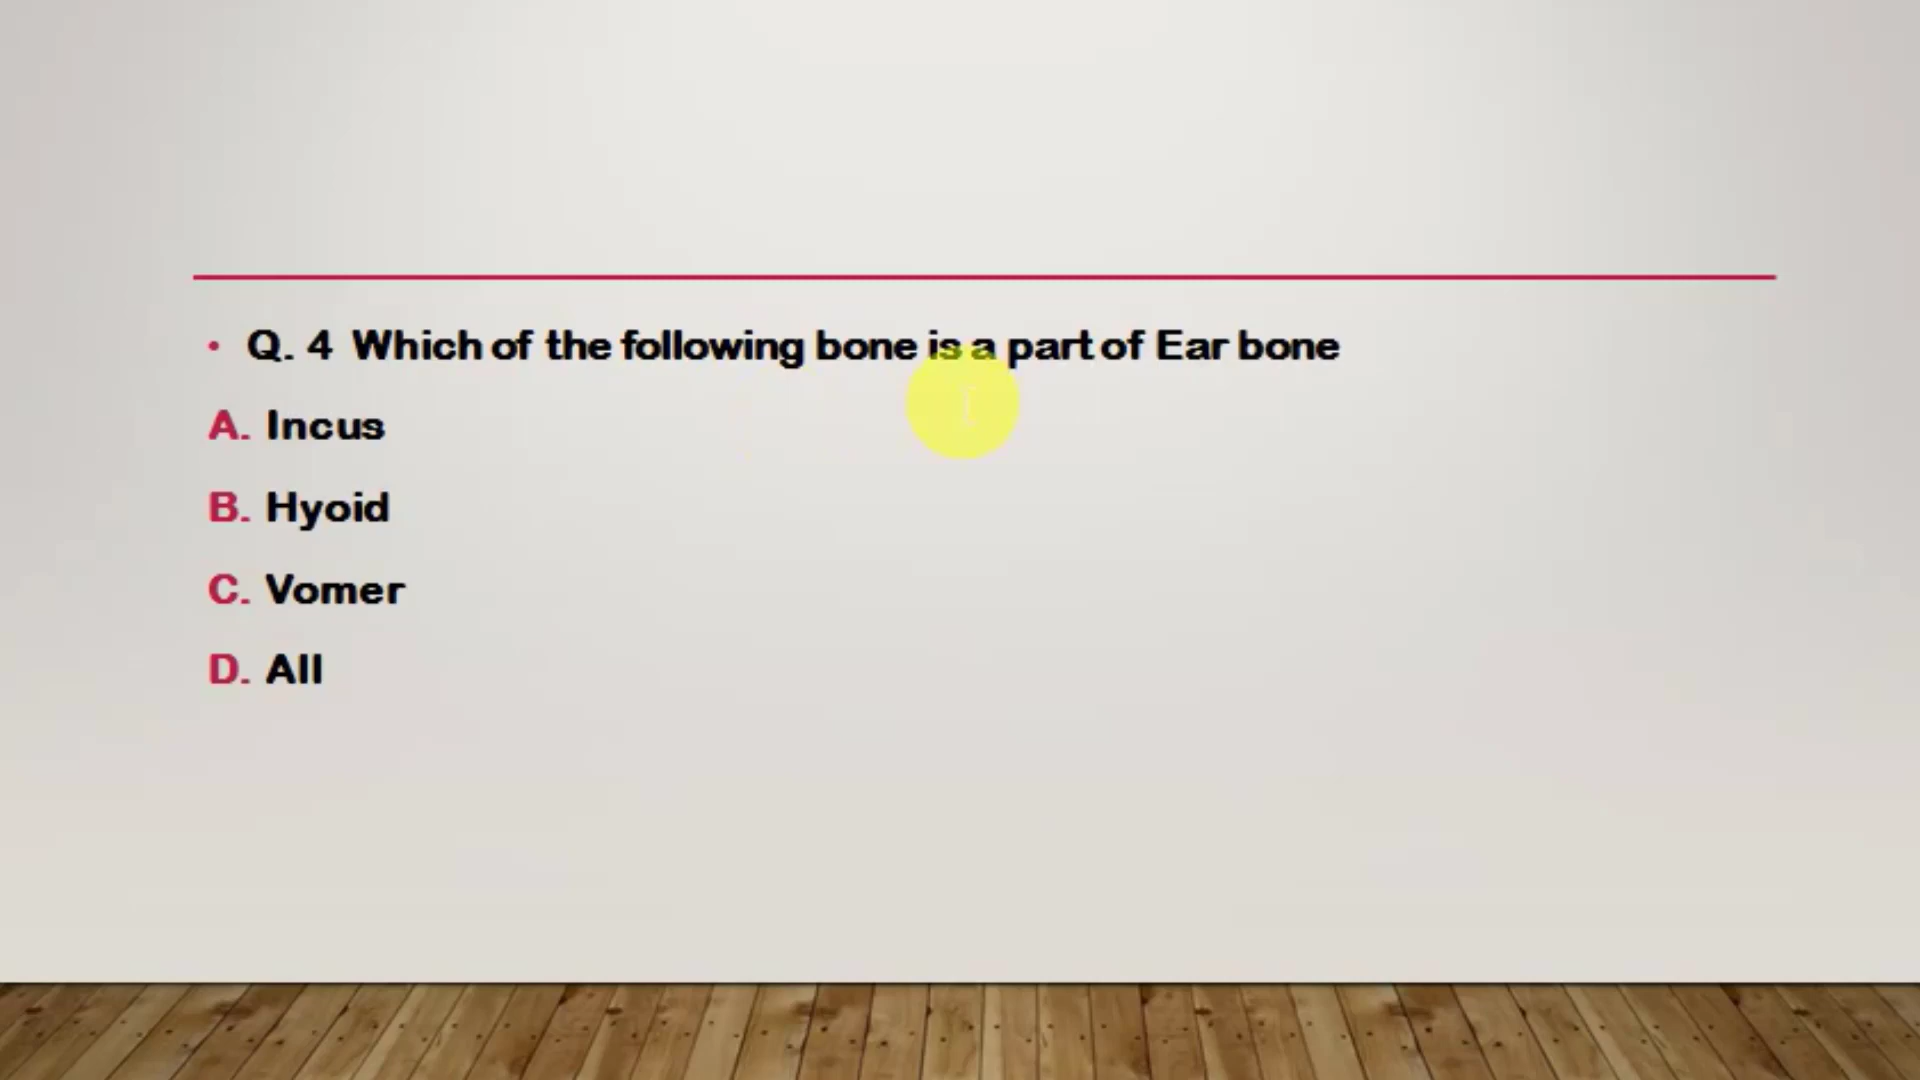 • Q. 4 Which of the following bone is a part of Ear bone
A. Incus
B. Hyoid
C. Vomer
D. All